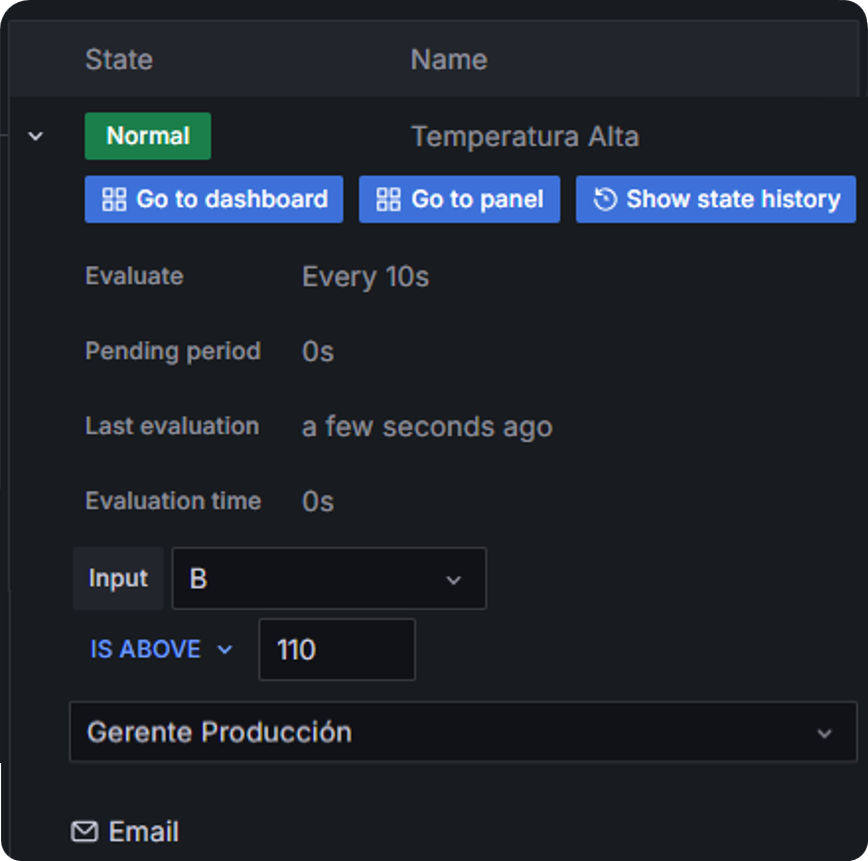 State Name
Normal Temperatura Alta
Go to dashboard Go to panel Show state history
Evaluate Every 10s
Pending period 0s
Last evaluation a few seconds ago
Evaluation time 0s
Input B
IS ABOVE 110
Gerente Producción
Email